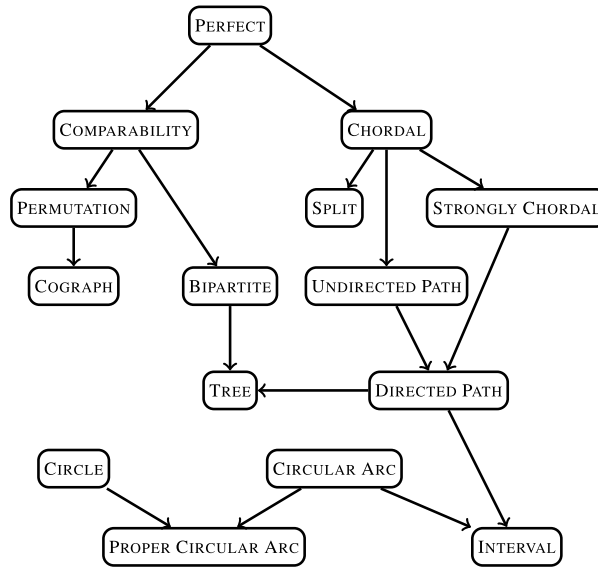 PERFECT
COMPARABILITY
CHORDAL
PERMUTATION
SPLIT
STRONGLY CHORDAL
COGRAPH
BIPARTITE
UNDIRECTED PATH
TREE
DIRECTED PATH
CIRCLE
CIRCULAR ARC
PROPER CIRCULAR ARC
INTERVAL